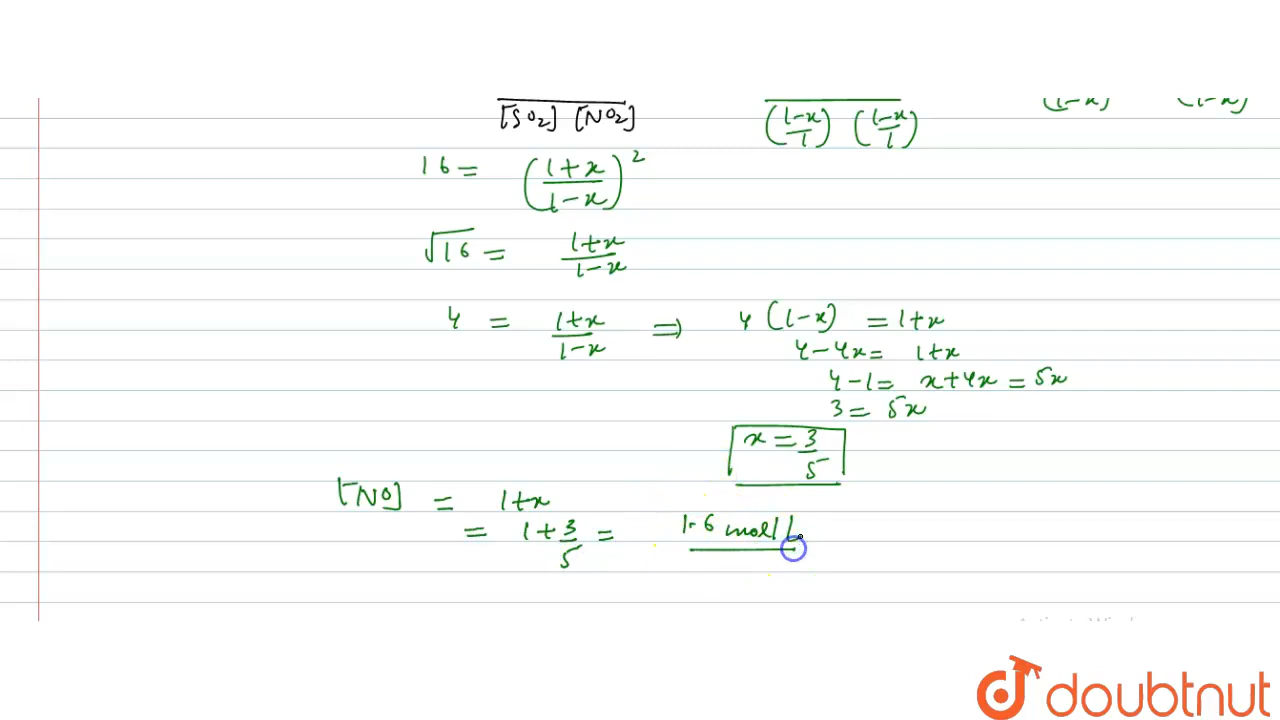 (1-x) (1-x)
[SO₂] [NO₂] ((1-x)/1) ((1-x)/1)
16 = ((1+x)/(1-x))²
√16 = (1+x)/(1-x)
4 = (1+x)/(1-x) ⇒ 4 (1-x) = 1+x
4-4x = 1+x
4-1 = x+4x = 5x
3 = 5x
x = 3/5
[NO] = 1+x
= 1+3/5 = 1.6 mol/L
doubtnut